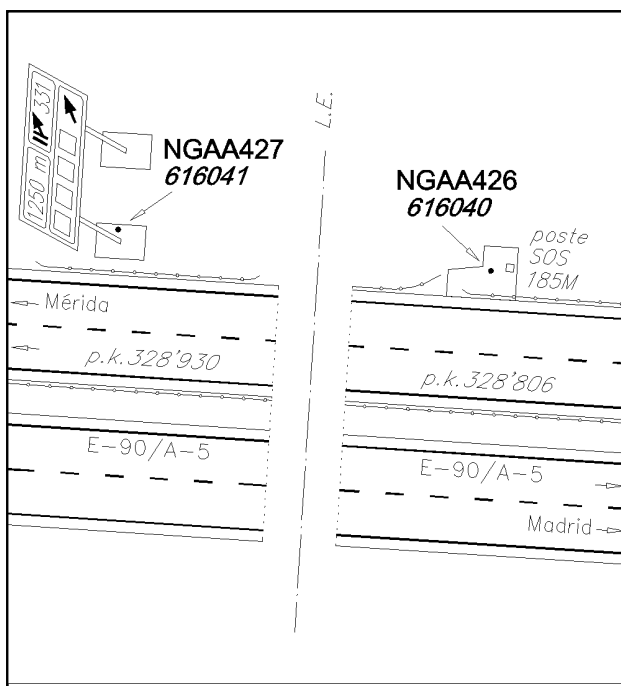 L.E.
331
1250 m
NGAA427
616041
NGAA426
616040
poste
SOS
185M
Mérida
p.k.328'930
p.k.328'806
E-90/A-5
E-90/A-5
Madrid